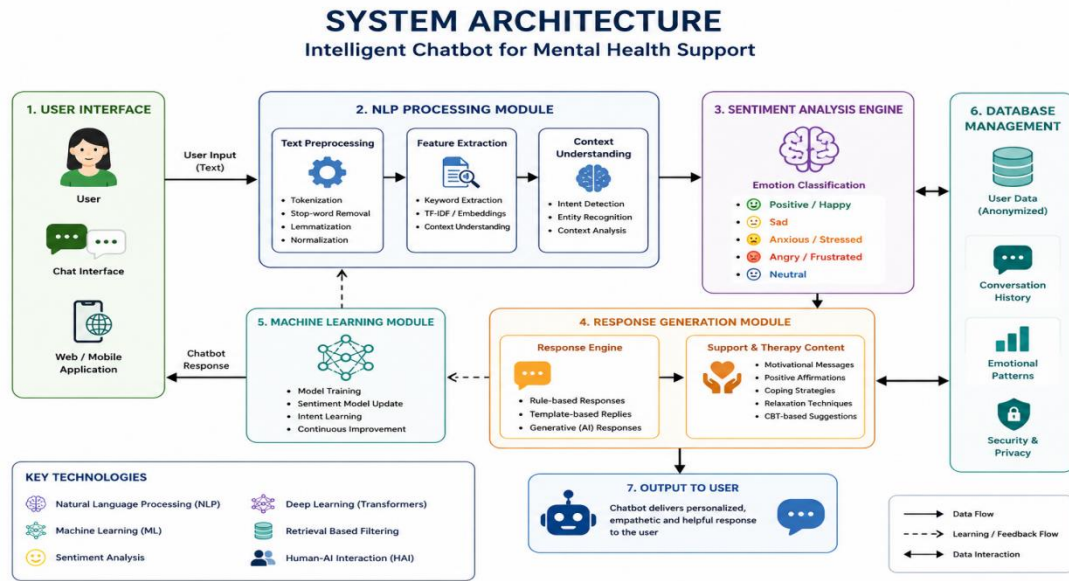 SYSTEM ARCHITECTURE
Intelligent Chatbot for Mental Health Support
1. USER INTERFACE
User
Chat Interface
Web / Mobile
Application
User Input
(Text)
2. NLP PROCESSING MODULE
Text Preprocessing
• Tokenization
• Stop-word Removal
• Lemmatization
• Normalization
Feature Extraction
• Keyword Extraction
• TF-IDF / Embeddings
• Context Understanding
Context
Understanding
• Intent Detection
• Entity Recognition
• Context Analysis
3. SENTIMENT ANALYSIS ENGINE
Emotion Classification
• Positive / Happy
• Sad
• Anxious / Stressed
• Angry / Frustrated
• Neutral
6. DATABASE
MANAGEMENT
User Data
(Anonymized)
Conversation
History
Emotional
Patterns
Security &
Privacy
Chatbot
Response
5. MACHINE LEARNING MODULE
• Model Training
• Sentiment Model Update
• Intent Learning
• Continuous Improvement
4. RESPONSE GENERATION MODULE
Response Engine
• Rule-based Responses
• Template-based Replies
• Generative (AI) Responses
Support & Therapy Content
• Motivational Messages
• Positive Affirmations
• Coping Strategies
• Relaxation Techniques
• CBT-based Suggestions
KEY TECHNOLOGIES
Natural Language Processing (NLP)
Machine Learning (ML)
Sentiment Analysis
Deep Learning (Transformers)
Retrieval Based Filtering
Human-AI Interaction (HAI)
7. OUTPUT TO USER
Chatbot delivers personalized,
empathetic and helpful response
to the user
Data Flow
Learning / Feedback Flow
Data Interaction